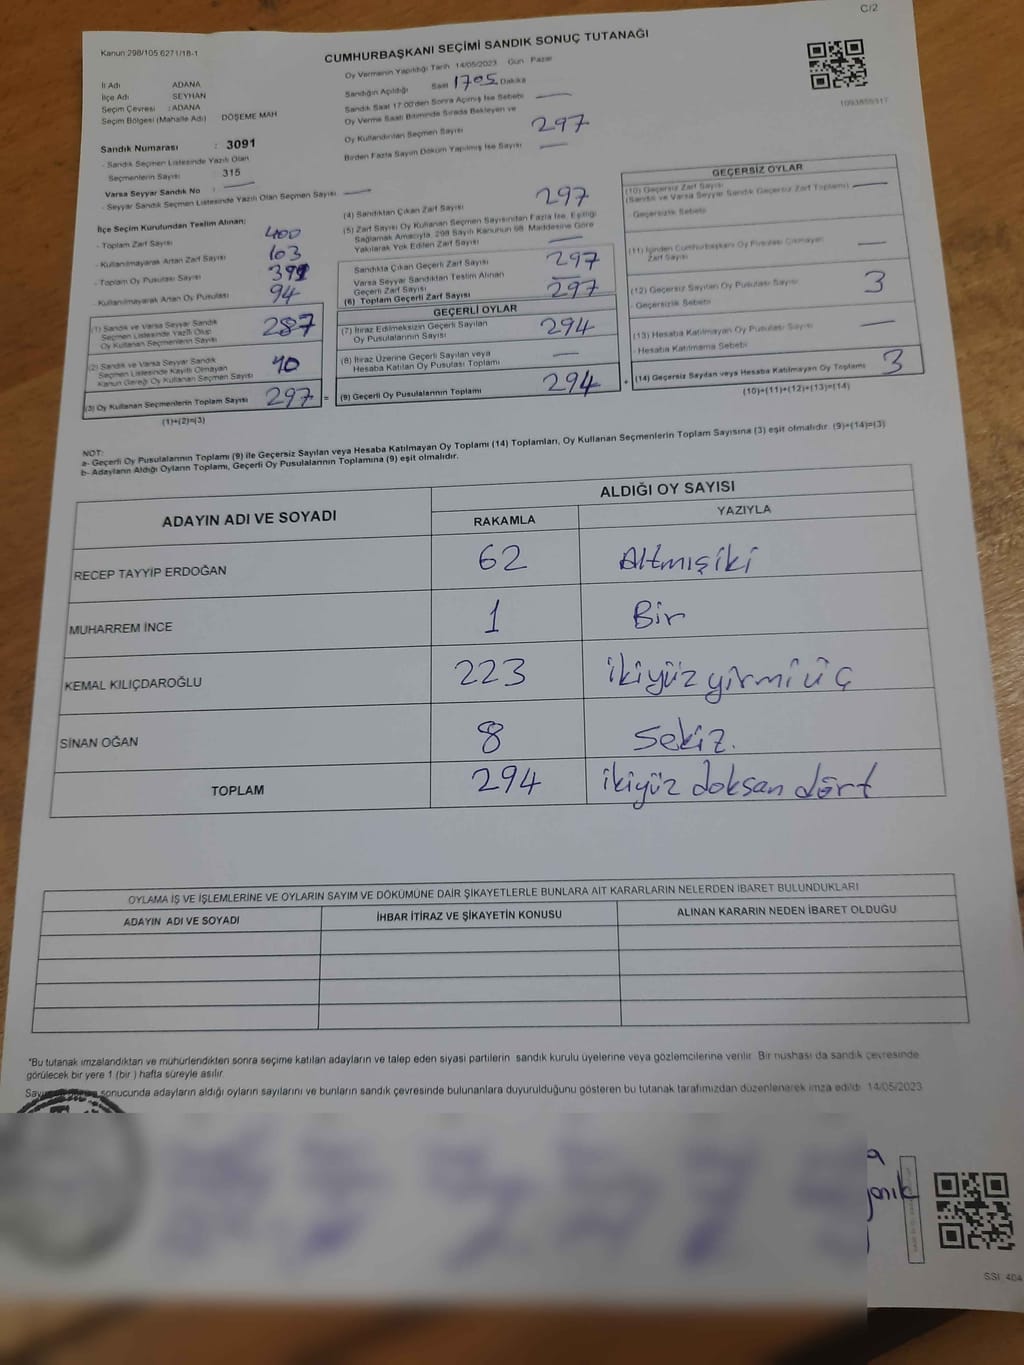 C/2
Kanun 298/105 6271/18-1
CUMHURBAŞKANI SEÇİMİ SANDIK SONUÇ TUTANAĞI
Oy Vermenin Yapıldığı Tarih 14/05/2023 Gün Pazar
İl Adı ADANA
İlçe Adı SEYHAN
Seçim Çevresi : ADANA
Seçim Bölgesi (Mahalle Adı) DÖŞEME MAH
Sandığın Açıldığı Saat 1705 Dakika
Sandık Saat 17:00'den Sonra Açılmış İse Sebebi
Oy Verme Saati Bitiminde Sırada Bekleyen ve
Oy Kullandırılan Seçmen Sayısı 297
Birden Fazla Sayım Döküm Yapılmış İse Sayısı
Sandık Numarası : 3091
- Sandık Seçmen Listesinde Yazılı Olan
Seçmenlerin Sayısı : 315
Varsa Seyyar Sandık No :
- Seyyar Sandık Seçmen Listesinde Yazılı Olan Seçmen Sayısı
İlçe Seçim Kurulundan Teslim Alınan:
- Toplam Zarf Sayısı 400
- Kullanılmayarak Artan Zarf Sayısı 103
- Toplam Oy Pusulası Sayısı
- Kullanılmayarak Artan Oy Pusulası 94
(1) Sandık ve Varsa Seyyar Sandık
Seçmen Listesinde Yazılı Olup
Oy Kullanan Seçmenlerin Sayısı 287
(2) Sandık ve Varsa Seyyar Sandık
Seçmen Listesinde Kayıtlı Olmayan
Kanun Gereği Oy Kullanan Seçmen Sayısı 10
(3) Oy Kullanan Seçmenlerin Toplam Sayısı 297 =
(1)+(2)=(3)
(4) Sandıktan Çıkan Zarf Sayısı 297
(5) Zarf Sayısı Oy Kullanan Seçmen Sayısından Fazla İse, Eşitliği
Sağlamak Amacıyla, 298 Sayılı Kanunun 98. Maddesine Göre
Yakılarak Yok Edilen Zarf Sayısı
Sandıkta Çıkan Geçerli Zarf Sayısı 297
Varsa Seyyar Sandıktan Teslim Alınan
Geçerli Zarf Sayısı
(6) Toplam Geçerli Zarf Sayısı 297
GEÇERLİ OYLAR
(7) İtiraz Edilmeksizin Geçerli Sayılan
Oy Pusulalarının Sayısı 294
(8) İtiraz Üzerine Geçerli Sayılan veya
Hesaba Katılan Oy Pusulası Toplamı
(9) Geçerli Oy Pusulalarının Toplamı 294 +
GEÇERSİZ OYLAR
(10) Geçersiz Zarf Sayısı
(Sandık ve Varsa Seyyar Sandık Geçersiz Zarf Toplamı)
- Geçersizlik Sebebi
(11) İçinden Cumhurbaşkanı Oy Pusulası Çıkmayan
Zarf Sayısı
(12) Geçersiz Sayılan Oy Pusulası Sayısı 3
- Geçersizlik Sebebi
(13) Hesaba Katılmayan Oy Pusulası Sayısı
- Hesaba Katılmama Sebebi
(14) Geçersiz Sayılan veya Hesaba Katılmayan Oy Toplamı 3
(10)+(11)+(12)+(13)=(14)
NOT:
a- Geçerli Oy Pusulalarının Toplamı (9) ile Geçersiz Sayılan veya Hesaba Katılmayan Oy Toplamı (14) Toplamları, Oy Kullanan Seçmenlerin Toplam Sayısına (3) eşit olmalıdır. (9)+(14)=(3)
b- Adayların Aldığı Oyların Toplamı, Geçerli Oy Pusulalarının Toplamına (9) eşit olmalıdır.
ADAYIN ADI VE SOYADI
ALDIĞI OY SAYISI
RAKAMLA YAZIYLA
RECEP TAYYİP ERDOĞAN 62 Altmışiki
MUHARREM İNCE 1 Bir
KEMAL KILIÇDAROĞLU 223 ikiyüz yirmi üç
SİNAN OĞAN 8 Sekiz.
TOPLAM 294 ikiyüz doksan dört
OYLAMA İŞ VE İŞLEMLERİNE VE OYLARIN SAYIM VE DÖKÜMÜNE DAİR ŞİKAYETLERLE BUNLARA AİT KARARLARIN NELERDEN İBARET BULUNDUKLARI
ADAYIN ADI VE SOYADI İHBAR İTİRAZ VE ŞİKAYETİN KONUSU ALINAN KARARIN NEDEN İBARET OLDUĞU
*Bu tutanak imzalandıktan ve mühürlendikten sonra seçime katılan adayların ve talep eden siyasi partilerin sandık kurulu üyelerine veya gözlemcilerine verilir. Bir nüshası da sandık çevresinde
görülecek bir yere 1 (bir) hafta süreyle asılır.
sonucunda adayların aldığı oyların sayılarını ve bunların sandık çevresinde bulunanlara duyurulduğunu gösteren bu tutanak tarafımızdan düzenlenerek imza edildi. 14/05/2023